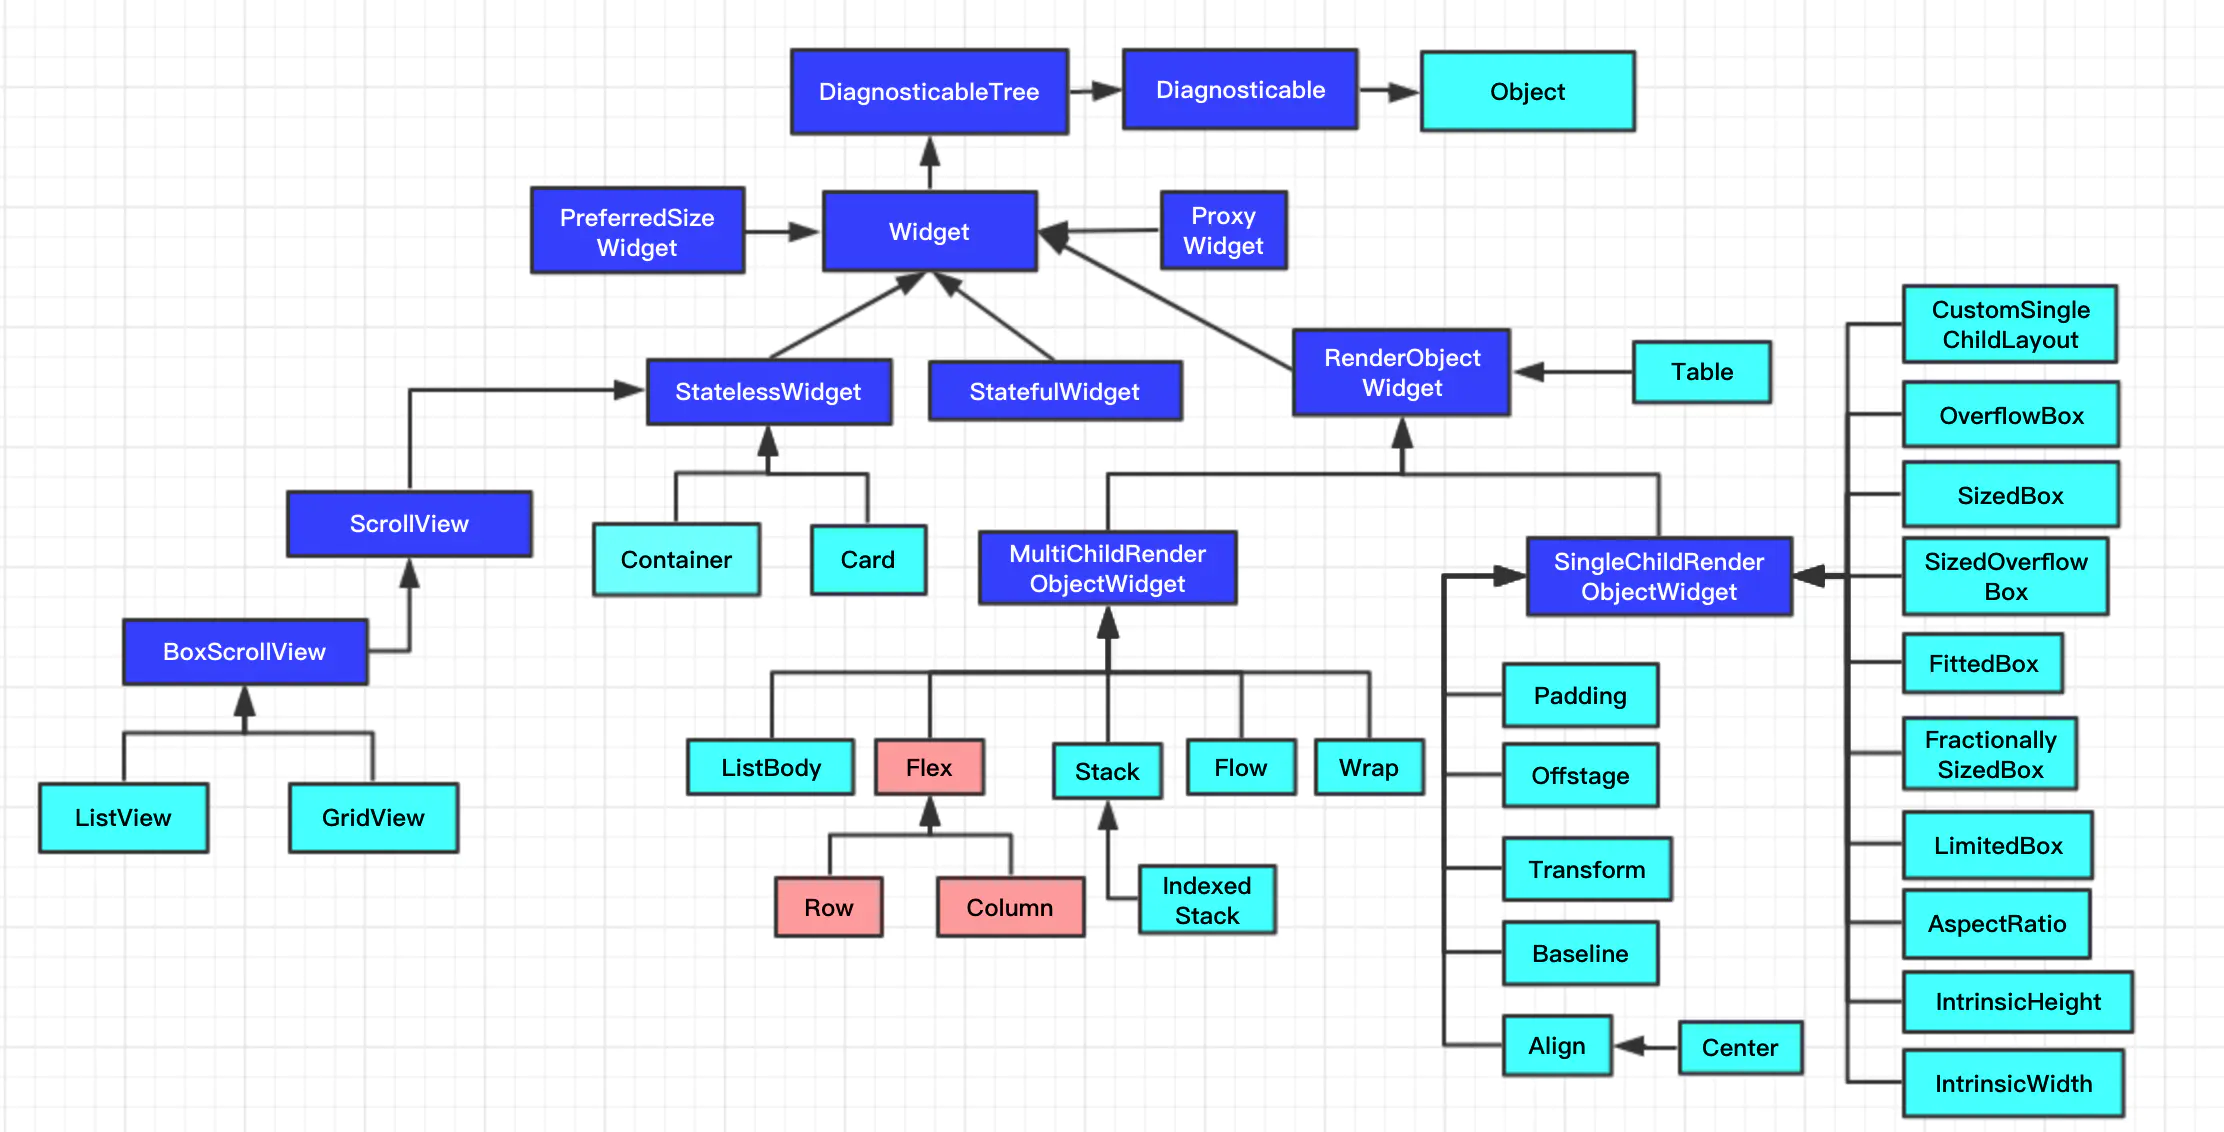 DiagnosticableTree
Diagnosticable
Object
PreferredSize
Widget
Widget
Proxy
Widget
CustomSingle
ChildLayout
RenderObject
Widget
Table
StatelessWidget
StatefulWidget
OverflowBox
SizedBox
ScrollView
Container
Card
MultiChildRender
ObjectWidget
SingleChildRender
ObjectWidget
SizedOverflow
Box
BoxScrollView
FittedBox
Padding
ListView
GridView
ListBody
Flex
Stack
Flow
Wrap
Offstage
Fractionally
SizedBox
Transform
LimitedBox
Row
Column
Indexed
Stack
AspectRatio
Baseline
IntrinsicHeight
Align
Center
IntrinsicWidth